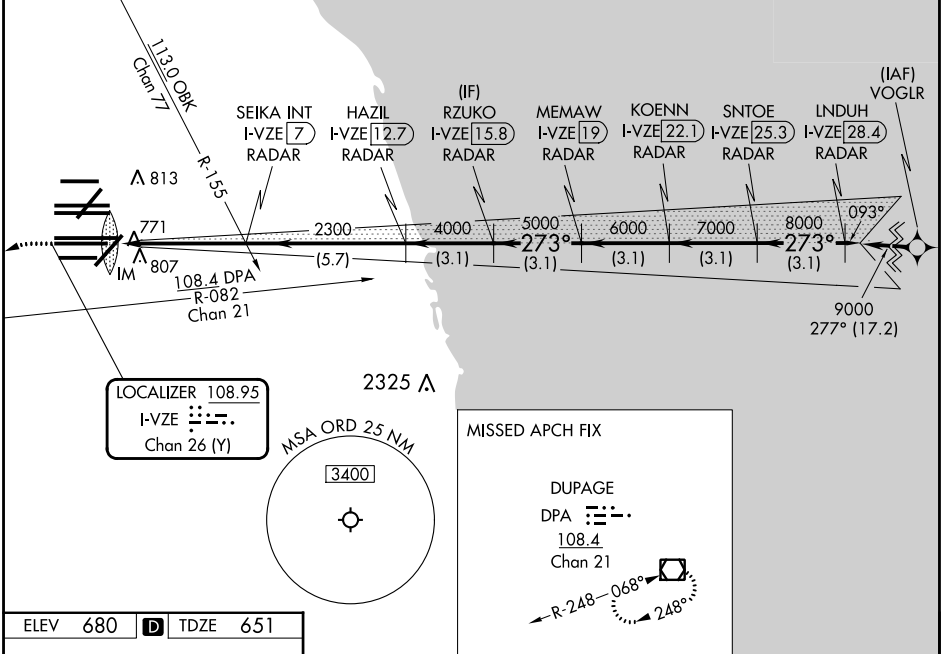 113.0 OBK
Chan 77
R-155
SEIKA INT
I-VZE 7
RADAR
HAZIL
I-VZE 12.7
RADAR
(IF)
RZUKO
I-VZE 15.8
RADAR
MEMAW
I-VZE 19
RADAR
KOENN
I-VZE 22.1
RADAR
SNTOE
I-VZE 25.3
RADAR
LNDUH
I-VZE 28.4
RADAR
(IAF)
VOGLR
813
771
807
IM
2300
(5.7)
4000
(3.1)
5000
273°
(3.1)
6000
(3.1)
7000
(3.1)
8000
273°
(3.1)
093°
9000
277° (17.2)
108.4 DPA
R-082
Chan 21
LOCALIZER 108.95
I-VZE
Chan 26 (Y)
2325
MSA ORD 25 NM
3400
MISSED APCH FIX
DUPAGE
DPA
108.4
Chan 21
R-248
068°
248°
ELEV 680 D TDZE 651